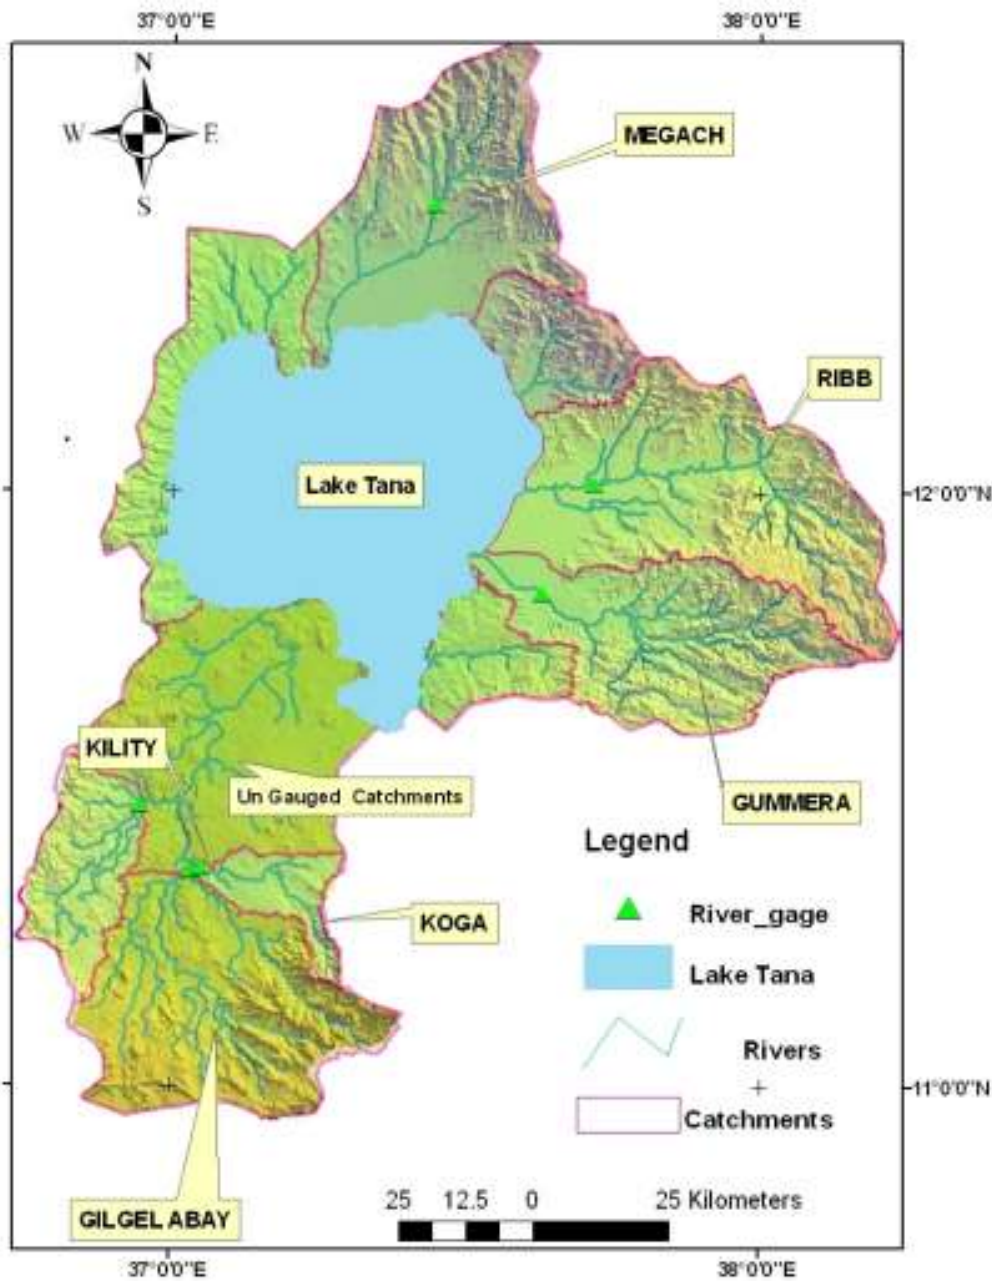 37°0'0"E 38°0'0"E
N
W E
S
MEGACH
RIBB
Lake Tana
12°0'0"N
KILITY
Un Gauged Catchments
GUMMERA
Legend
KOGA
River_gage
Lake Tana
Rivers
11°0'0"N
Catchments
25 12.5 0 25 Kilometers
GILGEL ABAY
37°0'0"E 38°0'0"E